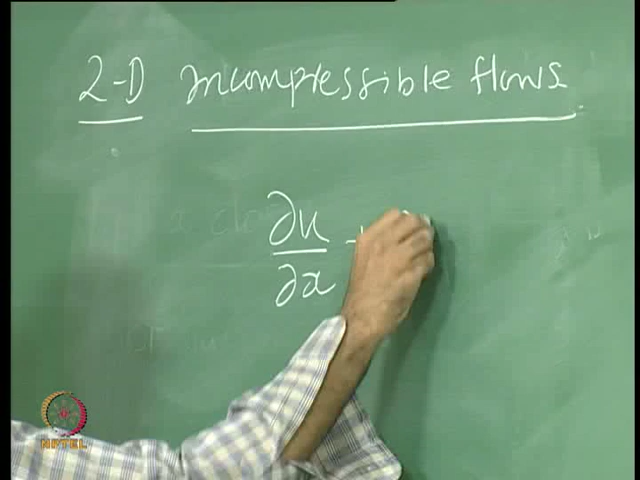 2-D Incompressible flows
∂u/∂x +
NPTEL